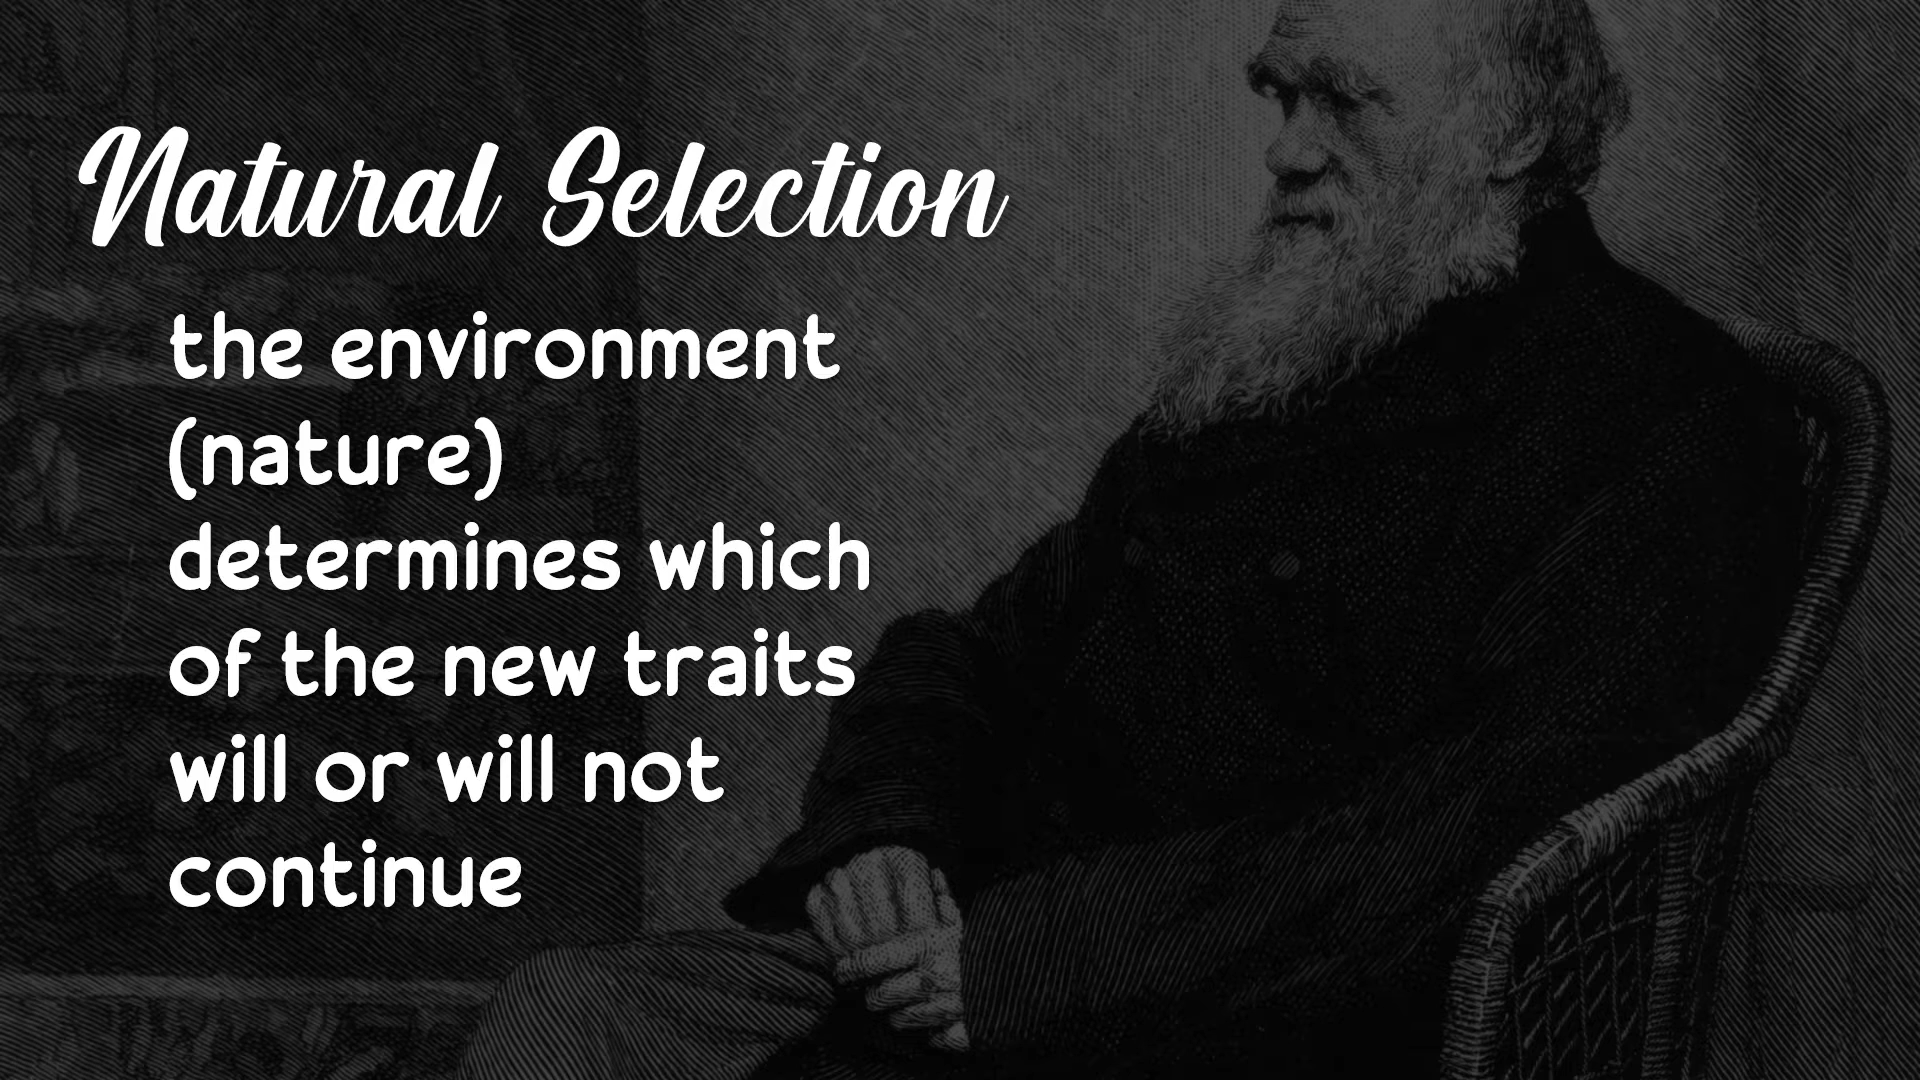 Natural Selection
the environment
(nature)
determines which
of the new traits
will or will not
continue